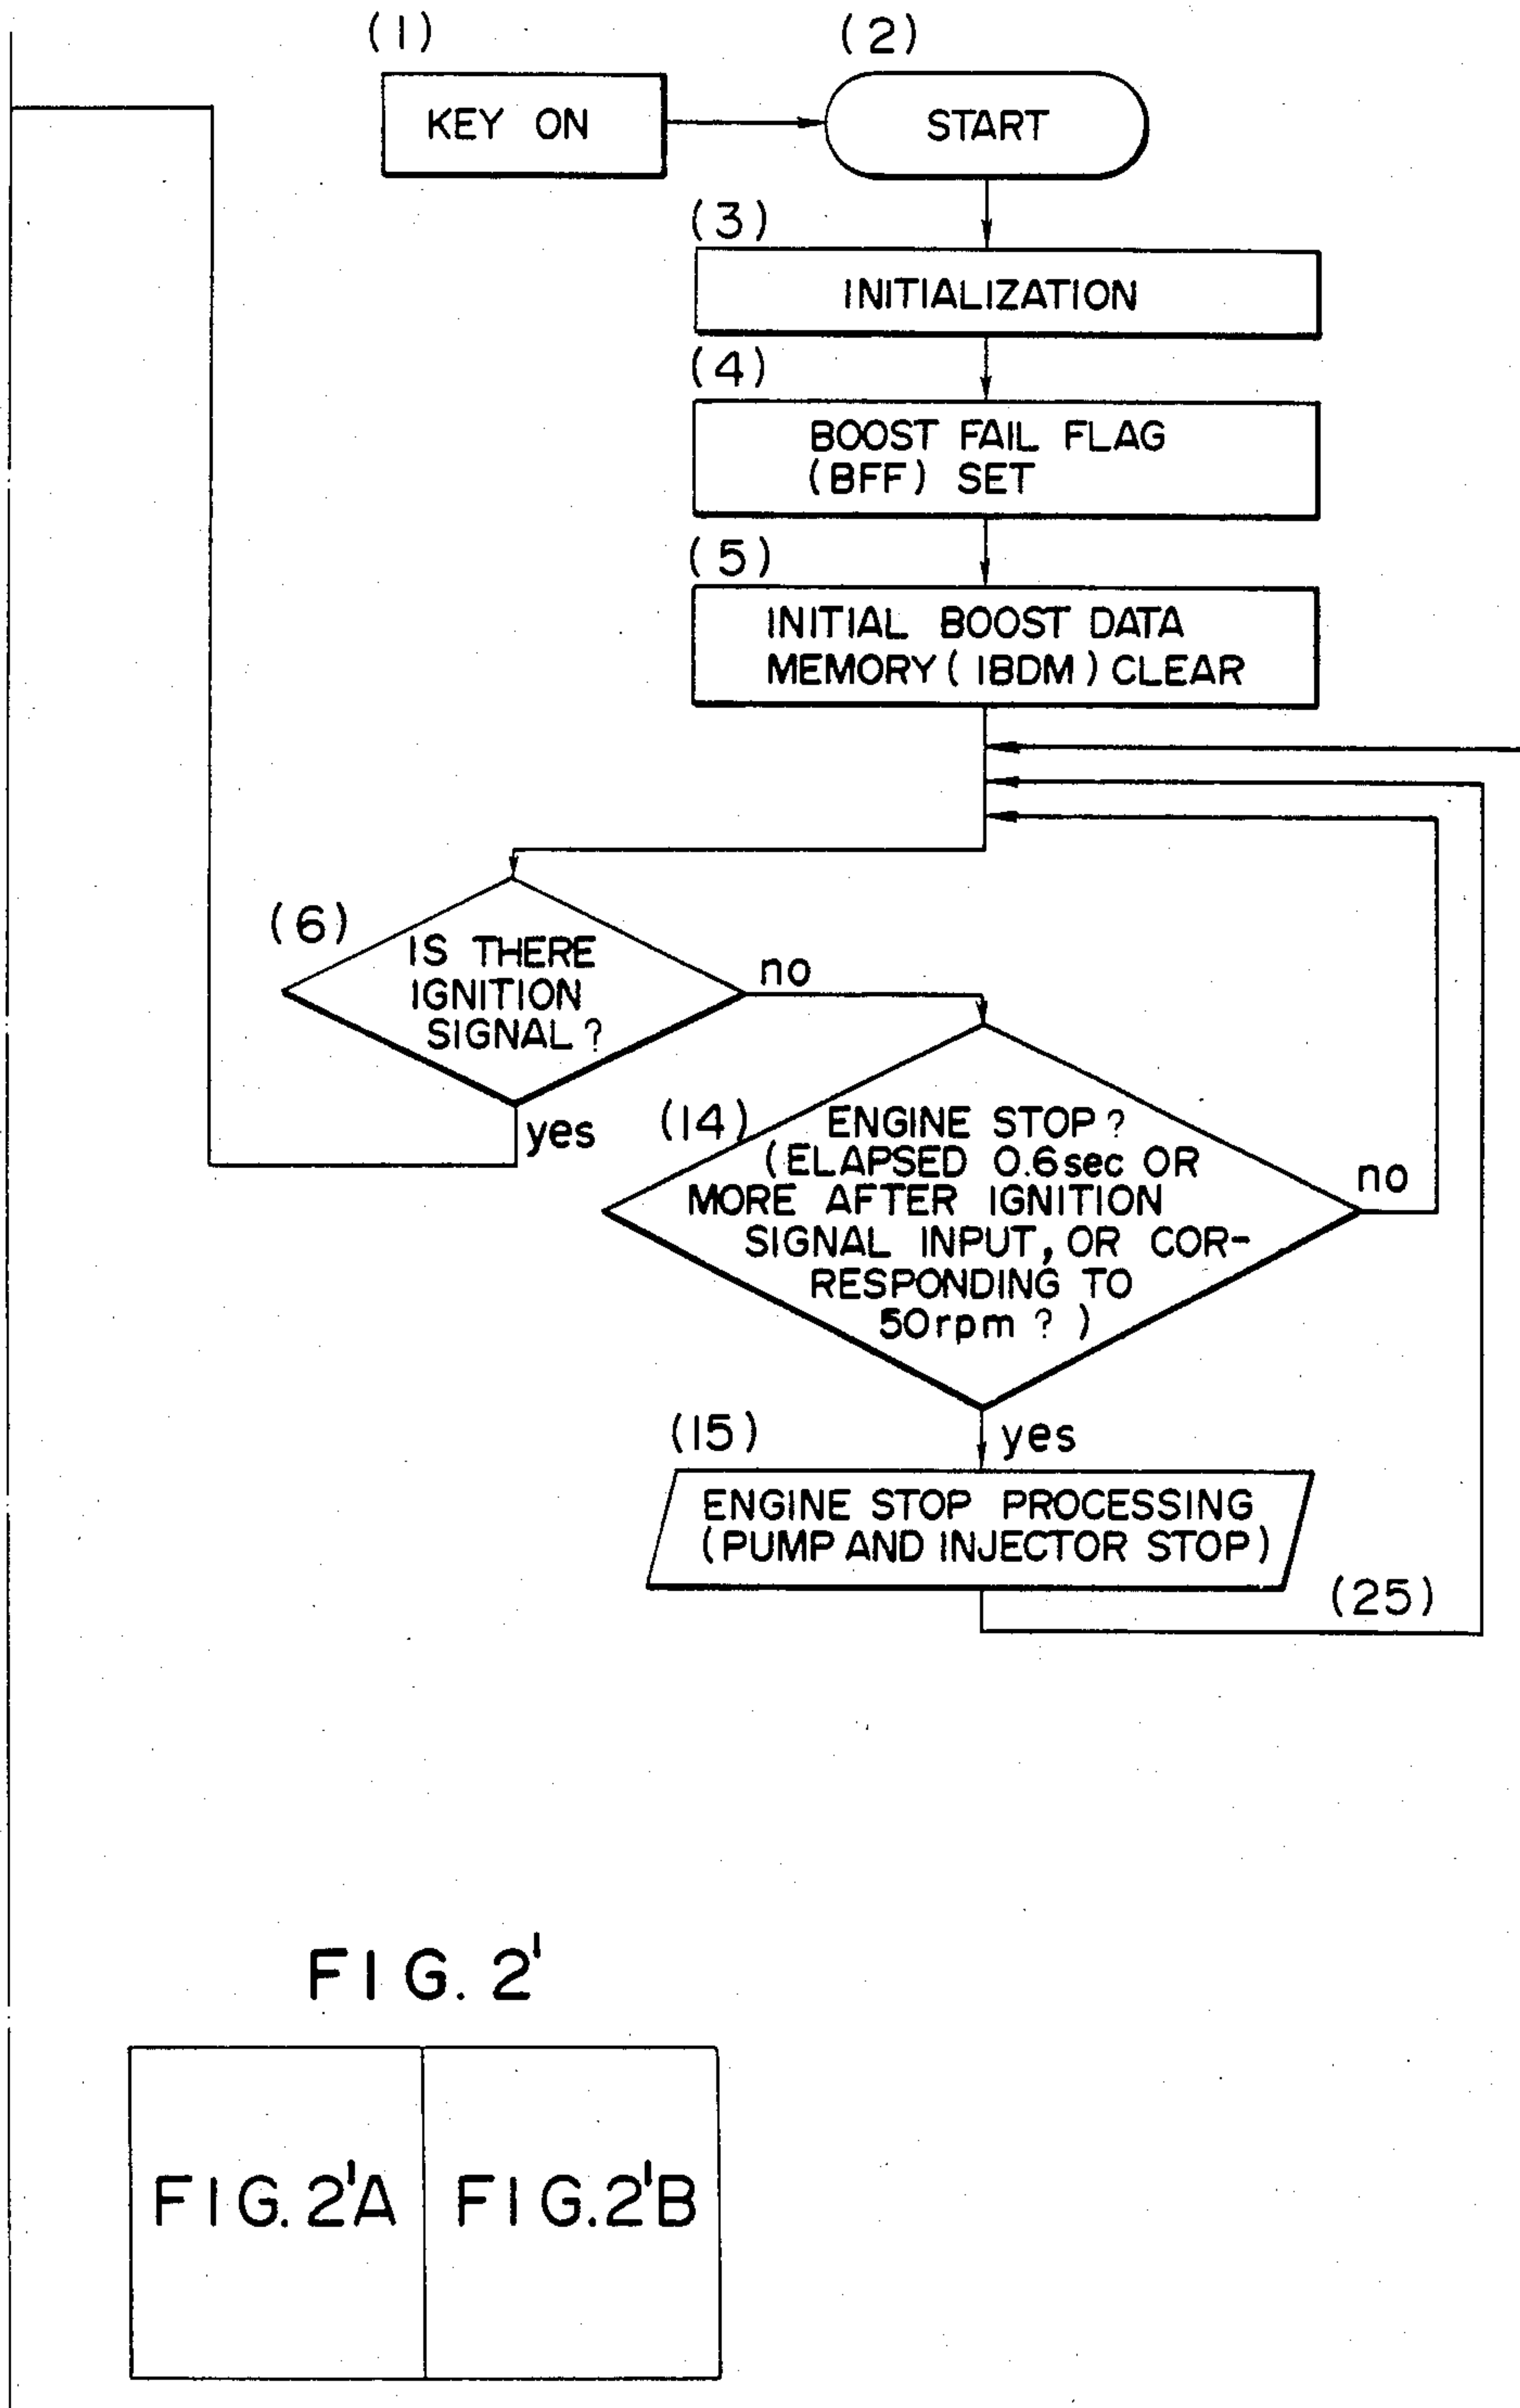 (1)
(2)
KEY ON
START
(3)
INITIALIZATION
(4)
BOOST FAIL FLAG
(BFF) SET
(5)
INITIAL BOOST DATA
MEMORY (IBDM) CLEAR
(6)
IS THERE
IGNITION
SIGNAL?
no
yes
(14)
ENGINE STOP?
(ELAPSED 0.6sec OR
MORE AFTER IGNITION
SIGNAL INPUT, OR COR-
RESPONDING TO
50rpm ? )
no
yes
(15)
ENGINE STOP PROCESSING
(PUMP AND INJECTOR STOP)
(25)
FIG. 2'
FIG. 2'A
FIG. 2'B